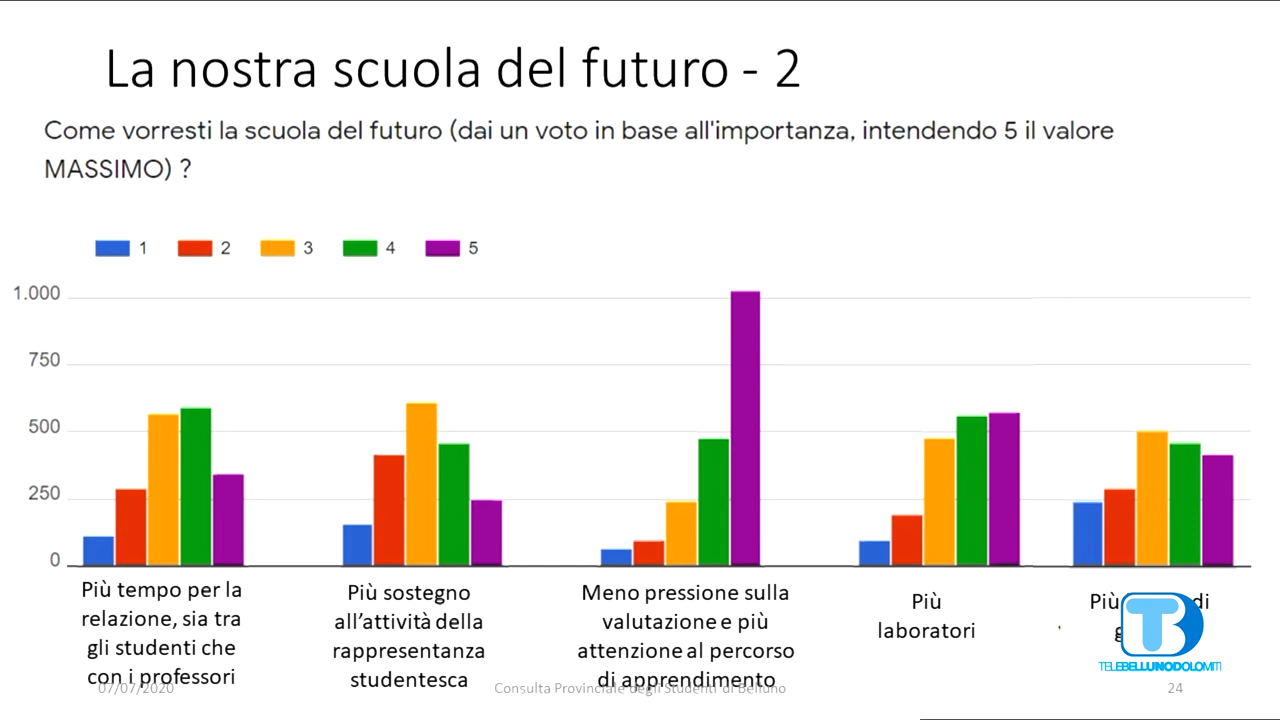 La nostra scuola del futuro - 2
Come vorresti la scuola del futuro (dai un voto in base all'importanza, intendendo 5 il valore
MASSIMO) ?
1 2 3 4 5
1.000
750
500
250
0
Più tempo per la
relazione, sia tra
gli studenti che
con i professori
Più sostegno
all'attività della
rappresentanza
studentesca
Meno pressione sulla
valutazione e più
attenzione al percorso
di apprendimento
Più
laboratori
Più di
TELEBELLUNODOLOMITI
07/07/2020
Consulta Provinciale degli Studenti di Belluno
24